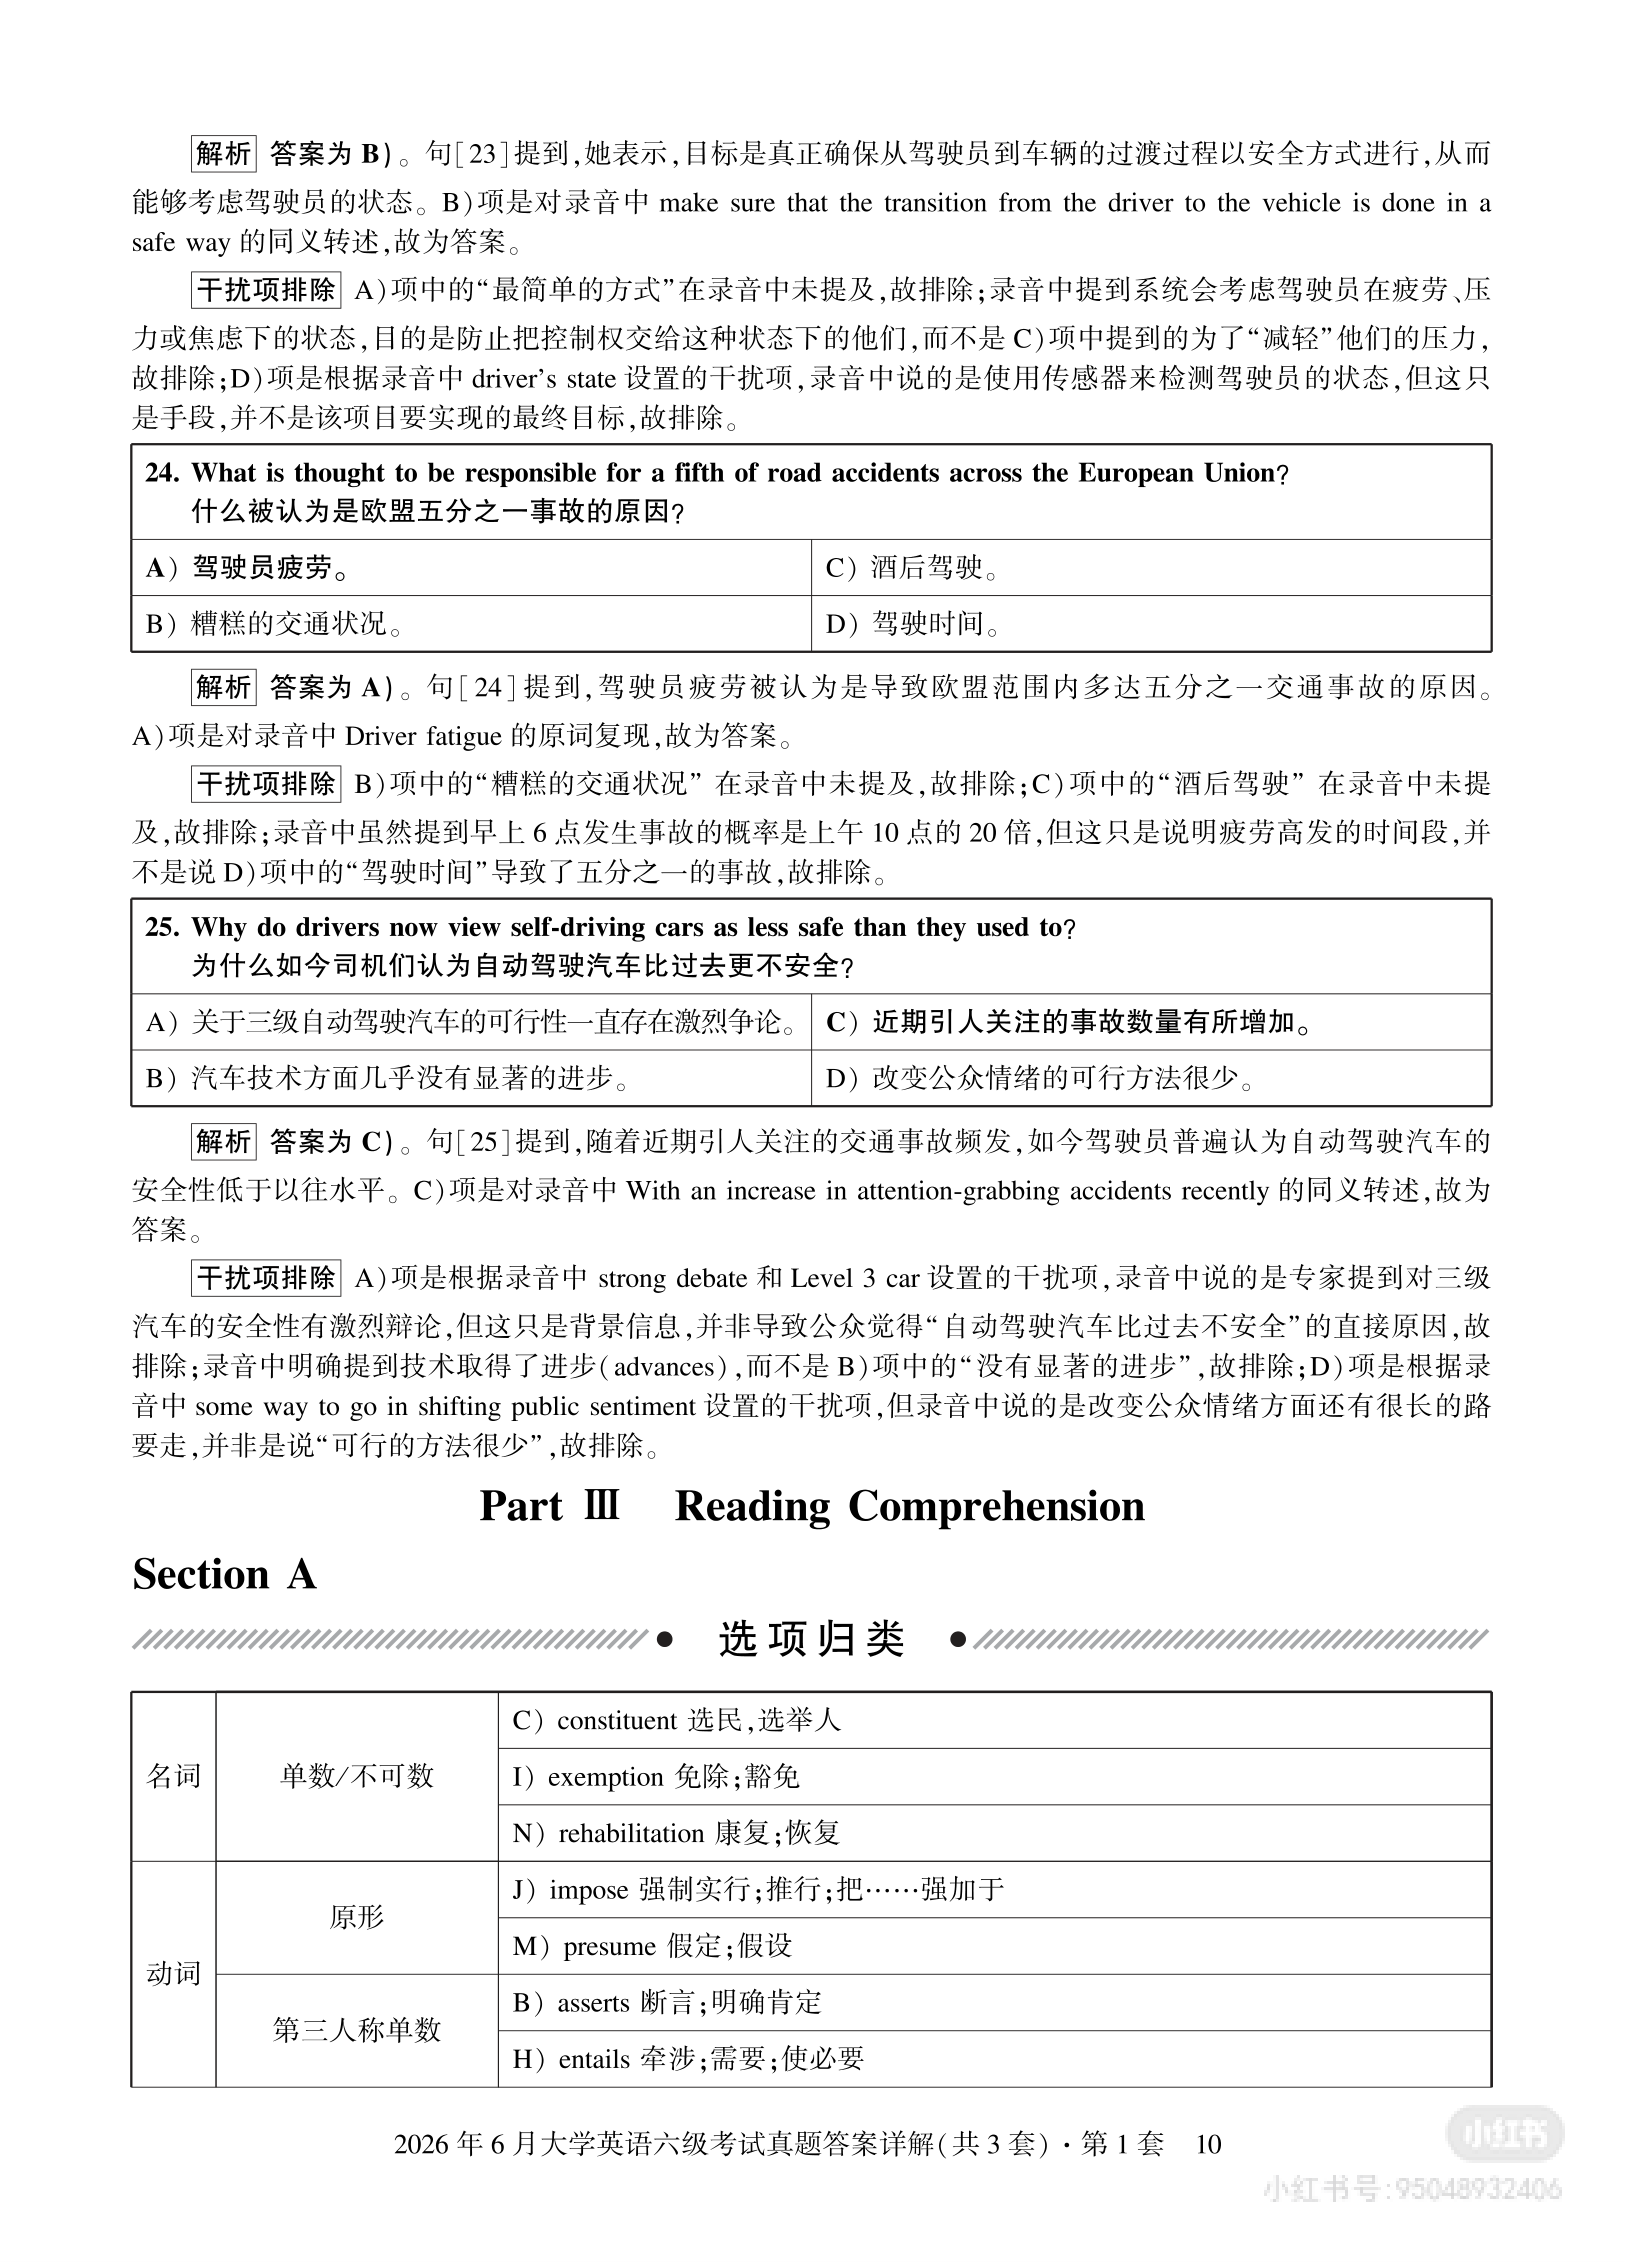 解析 答案为 B)。句[23]提到,她表示,目标是真正确保从驾驶员到车辆的过渡过程以安全方式进行,从而
能够考虑驾驶员的状态。B)项是对录音中 make sure that the transition from the driver to the vehicle is done in a
safe way 的同义转述,故为答案。
干扰项排除 A)项中的“最简单的方式”在录音中未提及,故排除;录音中提到系统会考虑驾驶员在疲劳、压
力或焦虑下的状态,目的是防止把控制权交给这种状态下的他们,而不是 C)项中提到的为了“减轻”他们的压力,
故排除;D)项是根据录音中 driver’s state 设置的干扰项,录音中说的是使用传感器来检测驾驶员的状态,但这只
是手段,并不是该项目要实现的最终目标,故排除。
24. What is thought to be responsible for a fifth of road accidents across the European Union?
什么被认为是欧盟五分之一事故的原因?
A) 驾驶员疲劳。 C) 酒后驾驶。
B) 糟糕的交通状况。 D) 驾驶时间。
解析 答案为 A)。句[24]提到,驾驶员疲劳被认为是导致欧盟范围内多达五分之一交通事故的原因。
A)项是对录音中 Driver fatigue 的原词复现,故为答案。
干扰项排除 B)项中的“糟糕的交通状况”在录音中未提及,故排除;C)项中的“酒后驾驶”在录音中未提
及,故排除;录音中虽然提到早上 6 点发生事故的概率是上午 10 点的 20 倍,但这只是说明疲劳高发的时间段,并
不是说 D)项中的“驾驶时间”导致了五分之一的事故,故排除。
25. Why do drivers now view self-driving cars as less safe than they used to?
为什么如今司机们认为自动驾驶汽车比过去更不安全?
A) 关于三级自动驾驶汽车的可行性一直存在激烈争论。 C) 近期引人关注的事故数量有所增加。
B) 汽车技术方面几乎没有显著的进步。 D) 改变公众情绪的可行方法很少。
解析 答案为 C)。句[25]提到,随着近期引人关注的交通事故频发,如今驾驶员普遍认为自动驾驶汽车的
安全性低于以往水平。C)项是对录音中 With an increase in attention-grabbing accidents recently 的同义转述,故为
答案。
干扰项排除 A)项是根据录音中 strong debate 和 Level 3 car 设置的干扰项,录音中说的是专家提到对三级
汽车的安全性有激烈辩论,但这只是背景信息,并非导致公众觉得“自动驾驶汽车比过去不安全”的直接原因,故
排除;录音中明确提到技术取得了进步(advances),而不是 B)项中的“没有显著的进步”,故排除;D)项是根据录
音中 some way to go in shifting public sentiment 设置的干扰项,但录音中说的是改变公众情绪方面还有很长的路
要走,并非是说“可行的方法很少”,故排除。
Part Ⅲ Reading Comprehension
Section A
选项归类
名词 单数/不可数 C) constituent 选民,选举人
I) exemption 免除;豁免
N) rehabilitation 康复;恢复
动词 原形 J) impose 强制实行;推行;把……强加于
M) presume 假定;假设
第三人称单数 B) asserts 断言;明确肯定
H) entails 牵涉;需要;使必要
2026 年 6 月大学英语六级考试真题答案详解(共 3 套)·第 1 套 10
小红书
小红书号:95048932406